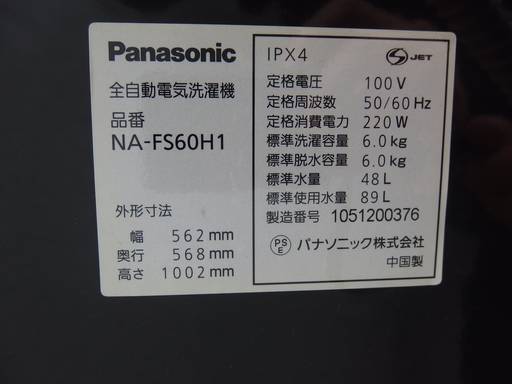 Panasonic
全自動電気洗濯機
品番
NA-FS60H1
外形寸法
幅 562mm
奥行 568mm
高さ 1002mm
IPX4
S JET
定格電圧 100V
定格周波数 50/60Hz
定格消費電力 220W
標準洗濯容量 6.0kg
標準脱水容量 6.0kg
標準水量 48L
標準使用水量 89L
製造番号 1051200376
PSE パナソニック株式会社
中国製